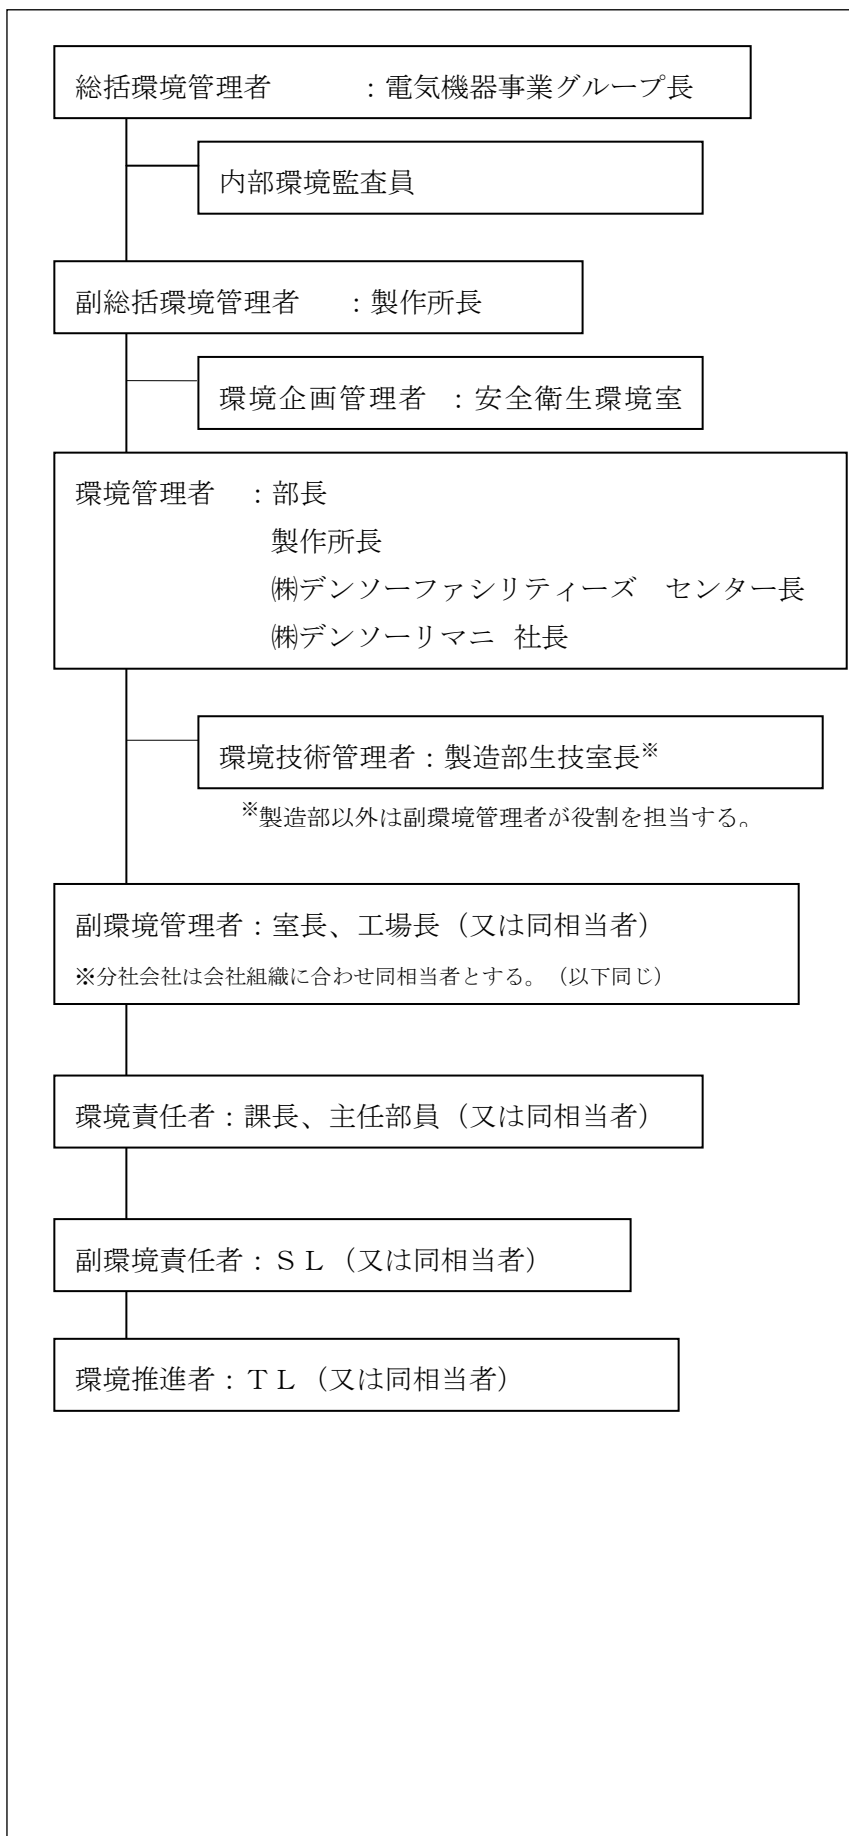 総括環境管理者　　　：電気機器事業グループ長
内部環境監査員
副総括環境管理者　：製作所長
環境企画管理者　：安全衛生環境室
環境管理者　：部長
製作所長
㈱デンソーファシリティーズ　センター長
㈱デンソーリマニ 社長
環境技術管理者：製造部生技室長※
※製造部以外は副環境管理者が役割を担当する。
副環境管理者：室長、工場長（又は同相当者）
※分社会社は会社組織に合わせ同相当者とする。（以下同じ）
環境責任者：課長、主任部員（又は同相当者）
副環境責任者：ＳＬ（又は同相当者）
環境推進者：ＴＬ（又は同相当者）